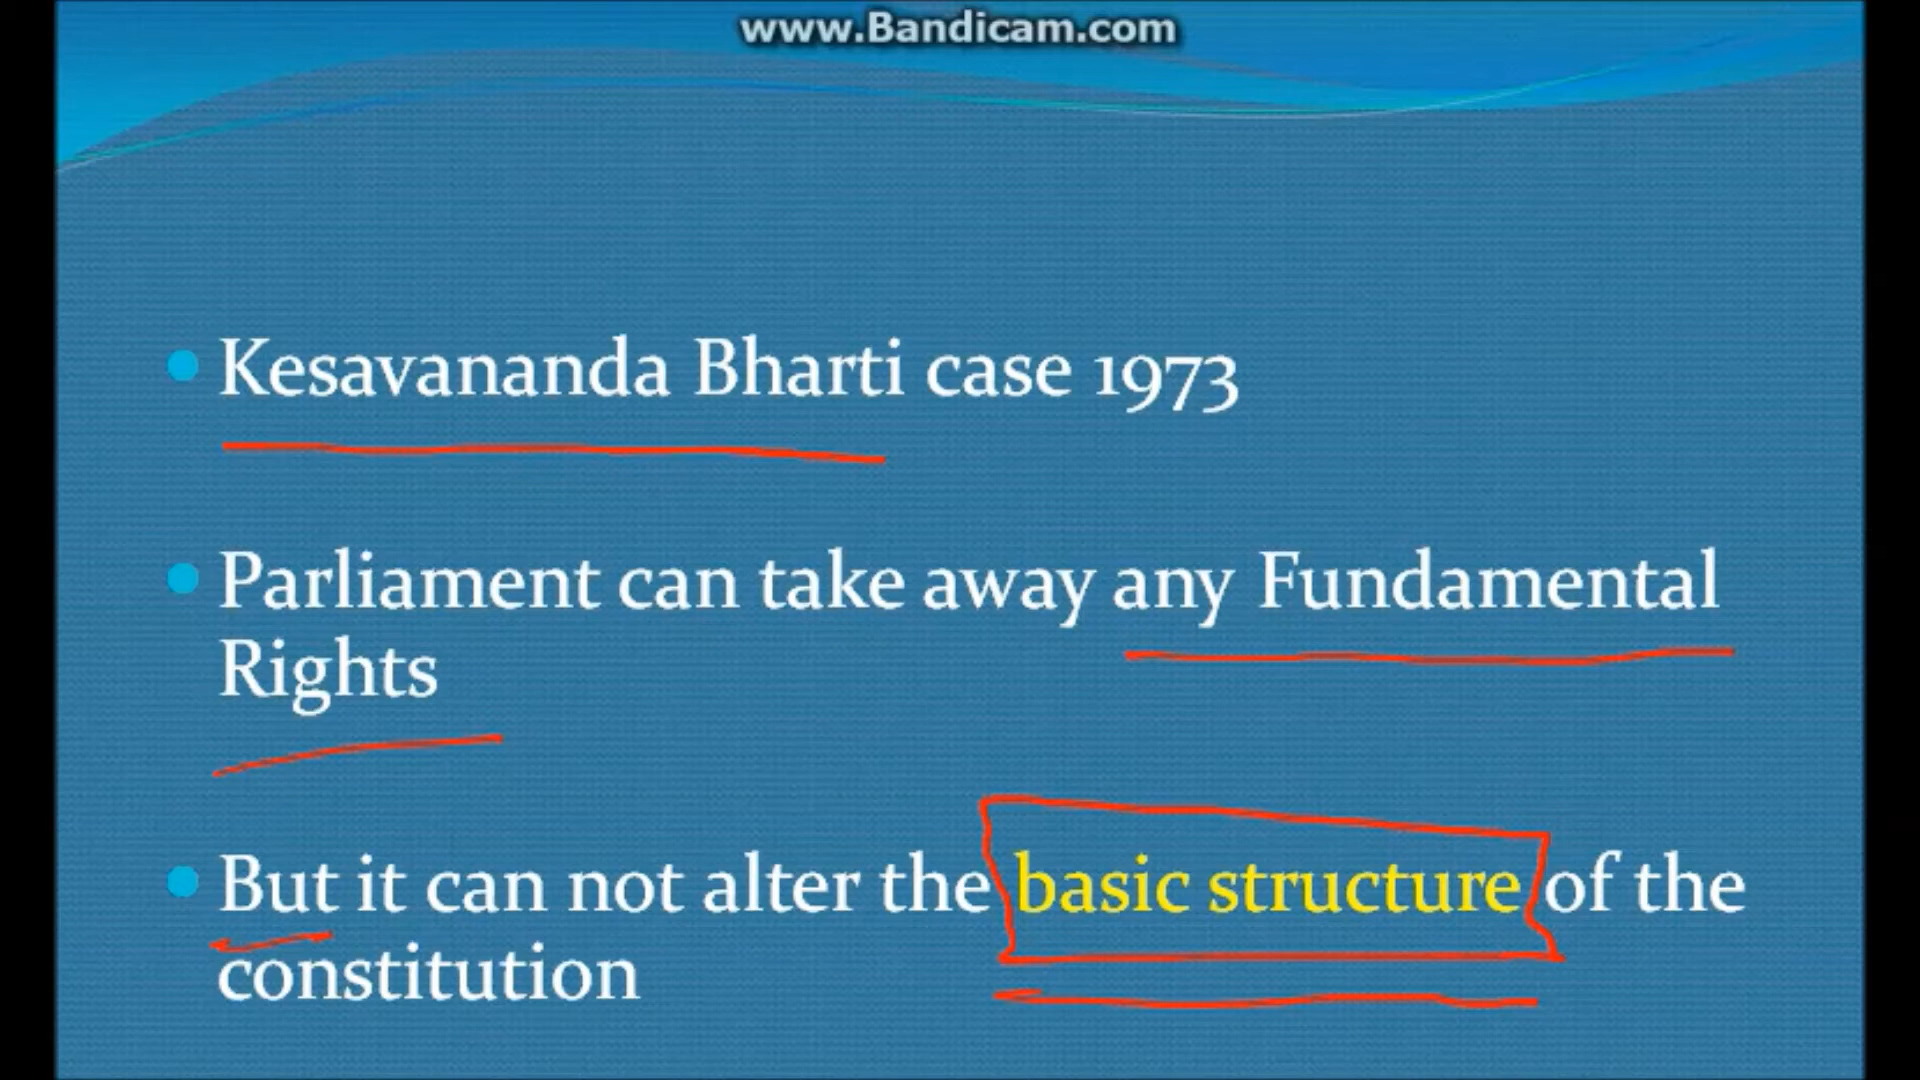 www.Bandicam.com
Kesavananda Bharti case 1973
Parliament can take away any Fundamental
Rights
But it can not alter the basic structure of the
constitution